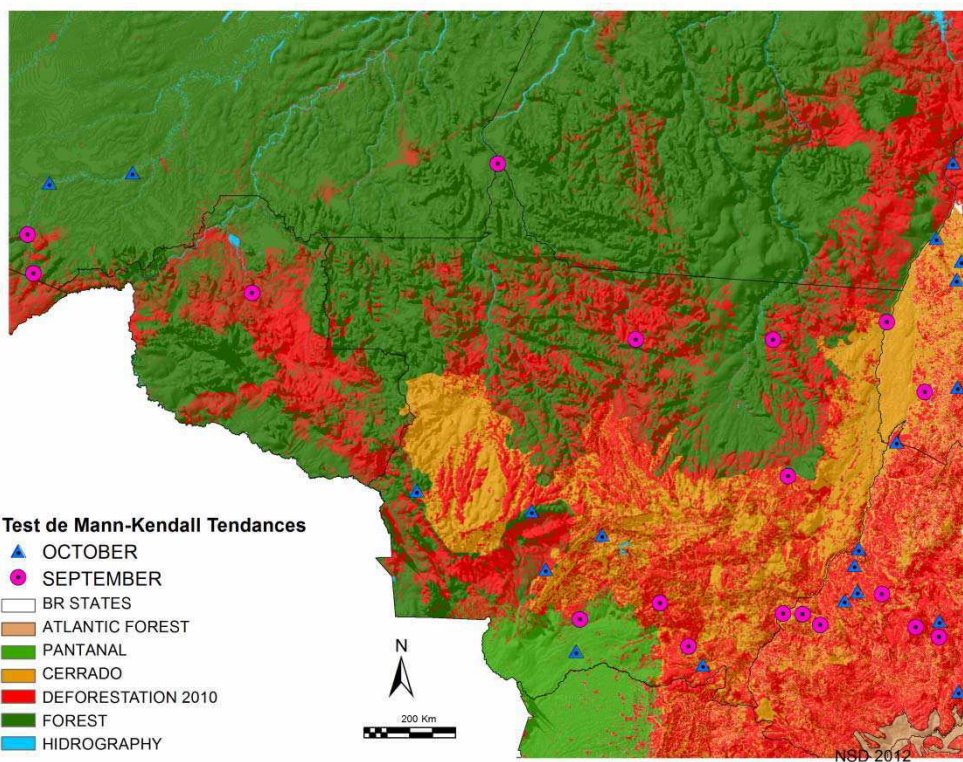 Test de Mann-Kendall Tendances
OCTOBER
SEPTEMBER
BR STATES
ATLANTIC FOREST
PANTANAL
CERRADO
DEFORESTATION 2010
FOREST
HIDROGRAPHY
N
200 Km
NSD 2012